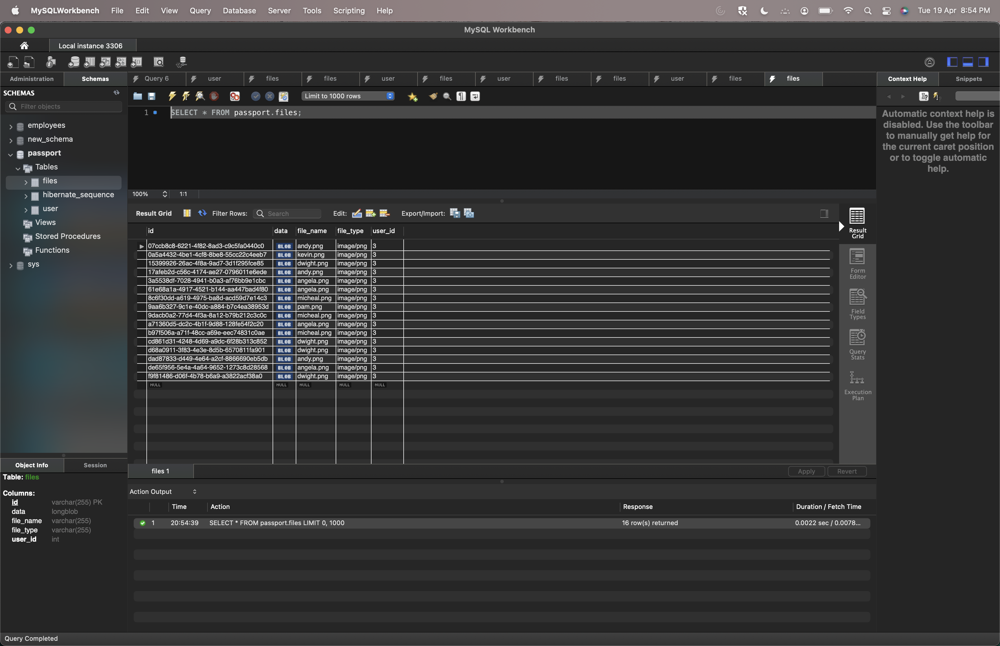 MySQLWorkbench File Edit View Query Database Server Tools Scripting Help Tue 19 Apr 8:54 PM
MySQL Workbench
Local instance 3306
Administration Schemas
Query 6 user files files user files user files files user files files
Context Help Snippets
SCHEMAS
Limit to 1000 rows
Filter objects
1 SELECT * FROM passport.files;
Automatic context help is
disabled. Use the toolbar
to manually get help for
the current caret position
or to toggle automatic
help.
employees
new_schema
passport
Tables
files
hibernate_sequence
user
Views
Stored Procedures
Functions
sys
100% 1:1
Result Grid Filter Rows: Search Edit: Export/Import:
id data file_name file_type user_id
07ccb8c8-6221-4f82-8ad3-c9c5fa0440c0 BLOB andy.png image/png 3
0a5a4432-4be1-4cf8-8be8-55cc22c4eeb7 BLOB kevin.png image/png 3
15399926-26ac-4f8a-9ad7-3d1f295fce85 BLOB dwight.png image/png 3
17afeb2d-c56c-4174-ae27-0796011e6ede BLOB andy.png image/png 3
3a5538df-7028-4941-b0a3-af76bb9e1cbc BLOB angela.png image/png 3
61e68a1a-4917-4521-b144-aa447bad4f80 BLOB angela.png image/png 3
8c6f30dd-a619-4975-ba8d-acd59d7e14c3 BLOB micheal.png image/png 3
9aa6b327-9c1e-40dc-a884-b7c4ea38953d BLOB pam.png image/png 3
9dacb0a2-77d4-4f3a-8a12-b79b212c3c0c BLOB micheal.png image/png 3
a71360d5-dc2c-4b1f-9d88-128fe54f2c20 BLOB angela.png image/png 3
b97f506a-a71f-48cc-a69e-eec74831c0ae BLOB micheal.png image/png 3
cd861d31-4248-4d69-a9dc-6f28b313c852 BLOB dwight.png image/png 3
d68a0911-3f83-4e3e-8d5b-6570811fa901 BLOB dwight.png image/png 3
dad87833-d449-4e64-a2cf-8866690eb5db BLOB andy.png image/png 3
de65f956-5e4a-4a64-9652-1273c8d28568 BLOB angela.png image/png 3
f9f81486-d06f-4b78-b6a9-a3822acf38a0 BLOB dwight.png image/png 3
NULL NULL NULL NULL NULL
Result
Grid
Form
Editor
Field
Types
Query
Stats
Execution
Plan
files 1 Apply Revert
Object Info Session
Table: files
Columns:
id varchar(255) PK
data longblob
file_name varchar(255)
file_type varchar(255)
user_id int
Action Output
Time Action Response Duration / Fetch Time
1 20:54:39 SELECT * FROM passport.files LIMIT 0, 1000 16 row(s) returned 0.0022 sec / 0.0078...
Query Completed